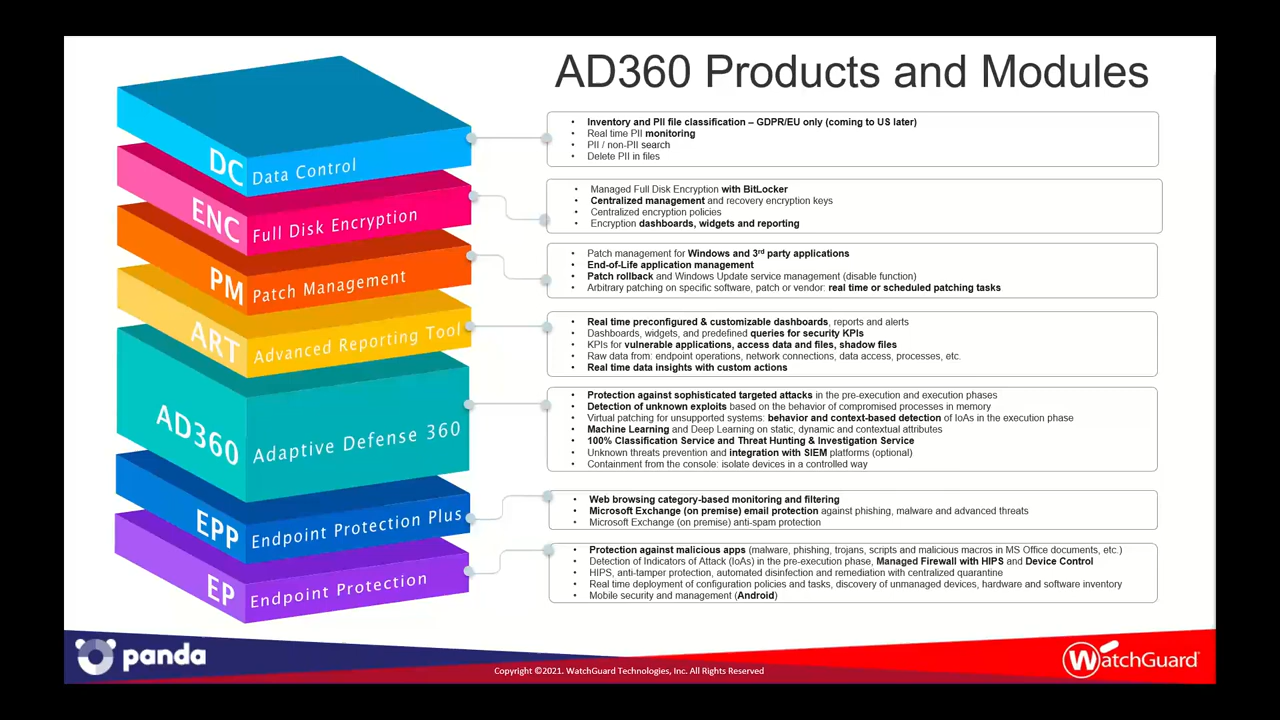 AD360 Products and Modules
DC Data Control
• Inventory and PII file classification – GDPR/EU only (coming to US later)
• Real time PII monitoring
• PII / non-PII search
• Delete PII in files
ENC Full Disk Encryption
• Managed Full Disk Encryption with BitLocker
• Centralized management and recovery encryption keys
• Centralized encryption policies
• Encryption dashboards, widgets and reporting
PM Patch Management
• Patch management for Windows and 3rd party applications
• End-of-Life application management
• Patch rollback and Windows Update service management (disable function)
• Arbitrary patching on specific software, patch or vendor: real time or scheduled patching tasks
ART Advanced Reporting Tool
• Real time preconfigured & customizable dashboards, reports and alerts
• Dashboards, widgets, and predefined queries for security KPIs
• KPIs for vulnerable applications, access data and files, shadow files
• Raw data from: endpoint operations, network connections, data access, processes, etc.
• Real time data insights with custom actions
AD360 Adaptive Defense 360
• Protection against sophisticated targeted attacks in the pre-execution and execution phases
• Detection of unknown exploits based on the behavior of compromised processes in memory
• Virtual patching for unsupported systems: behavior and context-based detection of IoAs in the execution phase
• Machine Learning and Deep Learning on static, dynamic and contextual attributes
• 100% Classification Service and Threat Hunting & Investigation Service
• Unknown threats prevention and integration with SIEM platforms (optional)
• Containment from the console: isolate devices in a controlled way
EPP Endpoint Protection Plus
• Web browsing category-based monitoring and filtering
• Microsoft Exchange (on premise) email protection against phishing, malware and advanced threats
• Microsoft Exchange (on premise) anti-spam protection
EP Endpoint Protection
• Protection against malicious apps (malware, phishing, trojans, scripts and malicious macros in MS Office documents, etc.)
• Detection of Indicators of Attack (IoAs) in the pre-execution phase, Managed Firewall with HIPS and Device Control
• HIPS, anti-tamper protection, automated disinfection and remediation with centralized quarantine
• Real time deployment of configuration policies and tasks, discovery of unmanaged devices, hardware and software inventory
• Mobile security and management (Android)
panda
Copyright ©2021. WatchGuard Technologies, Inc. All Rights Reserved
WatchGuard